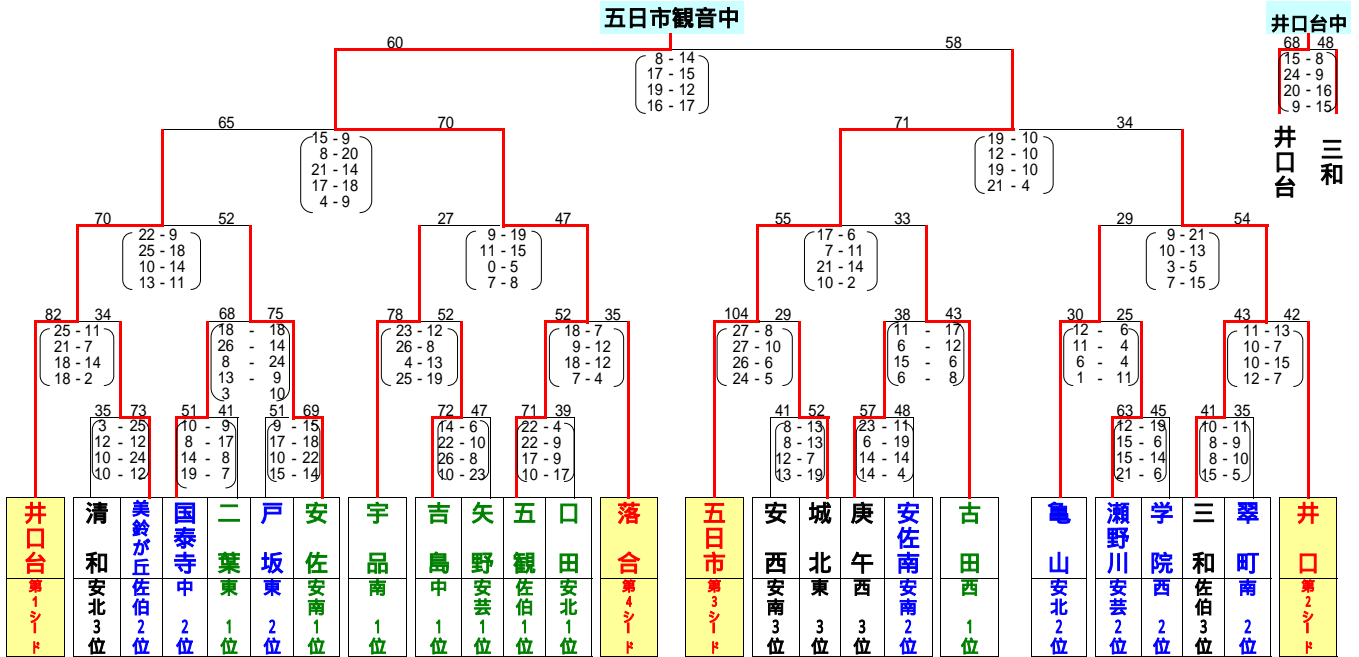 五日市観音中
井口台中
60
58
68 48
8 - 14
17 - 15
19 - 12
16 - 17
15 - 8
24 - 9
20 - 16
9 - 15
井口台
三和
65
70
71
34
15 - 9
8 - 20
21 - 14
17 - 18
4 - 9
19 - 10
12 - 10
19 - 10
21 - 4
70
52
27
47
55
33
29
54
22 - 9
25 - 18
10 - 14
13 - 11
9 - 19
11 - 15
0 - 5
7 - 8
17 - 6
7 - 11
21 - 14
10 - 2
9 - 21
10 - 13
3 - 5
7 - 15
82 34
68 75
78 52
52 35
104 29
38 43
30 25
43 42
25 - 11
21 - 7
18 - 14
18 - 2
18 - 18
26 - 14
8 - 24
13 - 9
3 10
23 - 12
26 - 8
4 - 13
25 - 19
18 - 7
9 - 12
18 - 12
7 - 4
27 - 8
27 - 10
26 - 6
24 - 5
11 - 17
6 - 12
15 - 6
6 - 8
12 - 6
11 - 4
6 - 4
1 - 11
11 - 13
10 - 7
10 - 15
12 - 7
35 73
51 41
51 69
72 47
71 39
41 52
57 48
63 45
41 35
3 - 25
12 - 12
10 - 24
10 - 12
10 - 9
8 - 17
14 - 8
19 - 7
9 - 15
17 - 18
10 - 22
15 - 14
14 - 6
22 - 10
26 - 8
10 - 23
22 - 4
22 - 9
17 - 9
10 - 17
8 - 13
8 - 13
12 - 7
13 - 19
23 - 11
6 - 19
14 - 14
14 - 4
12 - 19
15 - 6
15 - 14
21 - 6
10 - 11
8 - 9
8 - 10
15 - 5
井口台
第1シード
清和
安北3位
美鈴が丘
佐伯2位
国泰寺
中 2位
二葉
東 1位
戸坂
東 2位
安佐
安南1位
宇品
南 1位
吉島
中 1位
矢野
安芸1位
五観
佐伯1位
口田
安北1位
落合
第4シード
五日市
第3シード
安西
安南3位
城北
東 3位
庚午
西 3位
安佐南
安南2位
古田
西 1位
亀山
安北2位
瀬野川
安芸2位
学院
西 2位
三和
佐伯3位
翠町
南 2位
井口
第2シード